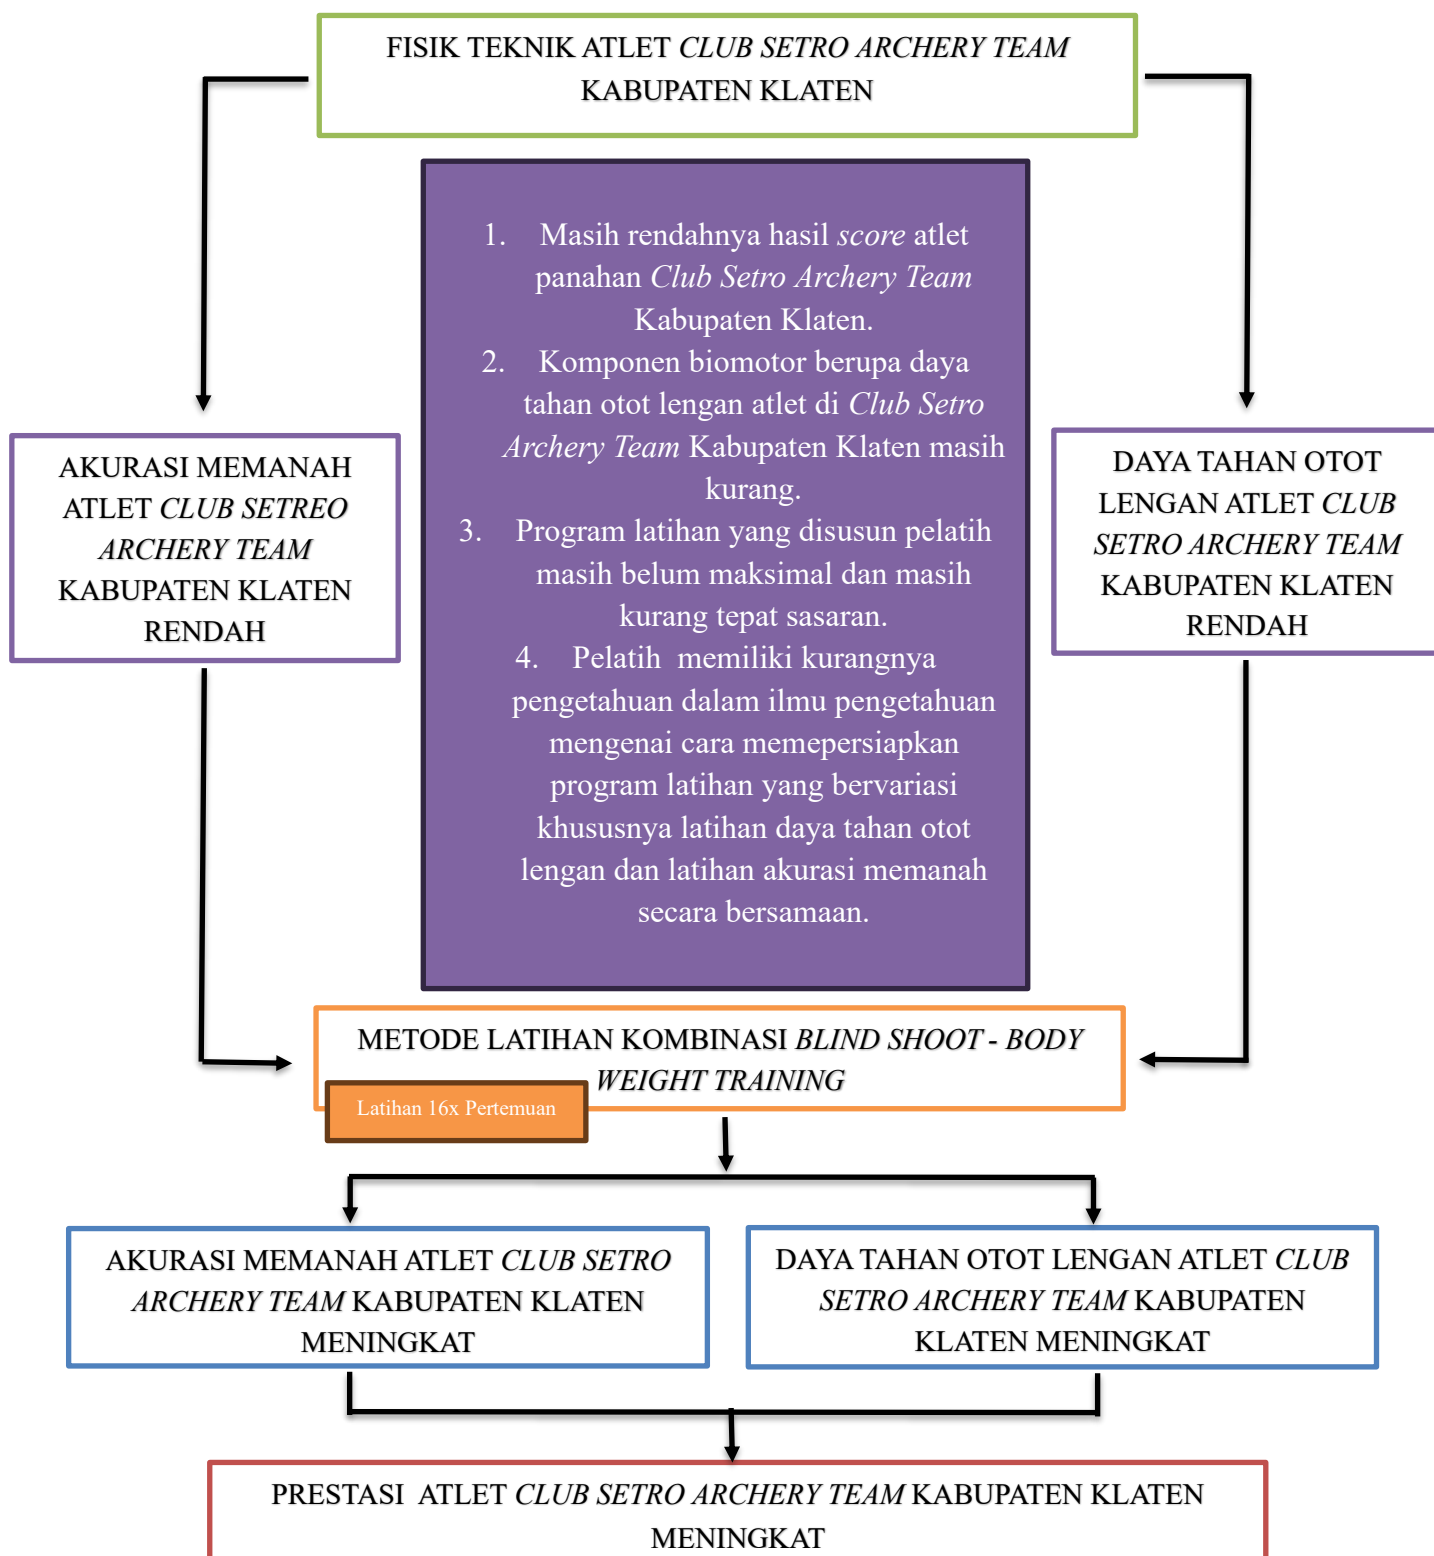 FISIK TEKNIK ATLET CLUB SETRO ARCHERY TEAM
KABUPATEN KLATEN
1. Masih rendahnya hasil score atlet
panahan Club Setro Archery Team
Kabupaten Klaten.
2. Komponen biomotor berupa daya
tahan otot lengan atlet di Club Setro
Archery Team Kabupaten Klaten masih
kurang.
3. Program latihan yang disusun pelatih
masih belum maksimal dan masih
kurang tepat sasaran.
4. Pelatih  memiliki kurangnya
pengetahuan dalam ilmu pengetahuan
mengenai cara memepersiapkan
program latihan yang bervariasi
khususnya latihan daya tahan otot
lengan dan latihan akurasi memanah
secara bersamaan.
AKURASI MEMANAH
ATLET CLUB SETREO
ARCHERY TEAM
KABUPATEN KLATEN
RENDAH
DAYA TAHAN OTOT
LENGAN ATLET CLUB
SETRO ARCHERY TEAM
KABUPATEN KLATEN
RENDAH
METODE LATIHAN KOMBINASI BLIND SHOOT - BODY
WEIGHT TRAINING
Latihan 16x Pertemuan
AKURASI MEMANAH ATLET CLUB SETRO
ARCHERY TEAM KABUPATEN KLATEN
MENINGKAT
DAYA TAHAN OTOT LENGAN ATLET CLUB
SETRO ARCHERY TEAM KABUPATEN
KLATEN MENINGKAT
PRESTASI  ATLET CLUB SETRO ARCHERY TEAM KABUPATEN KLATEN
MENINGKAT